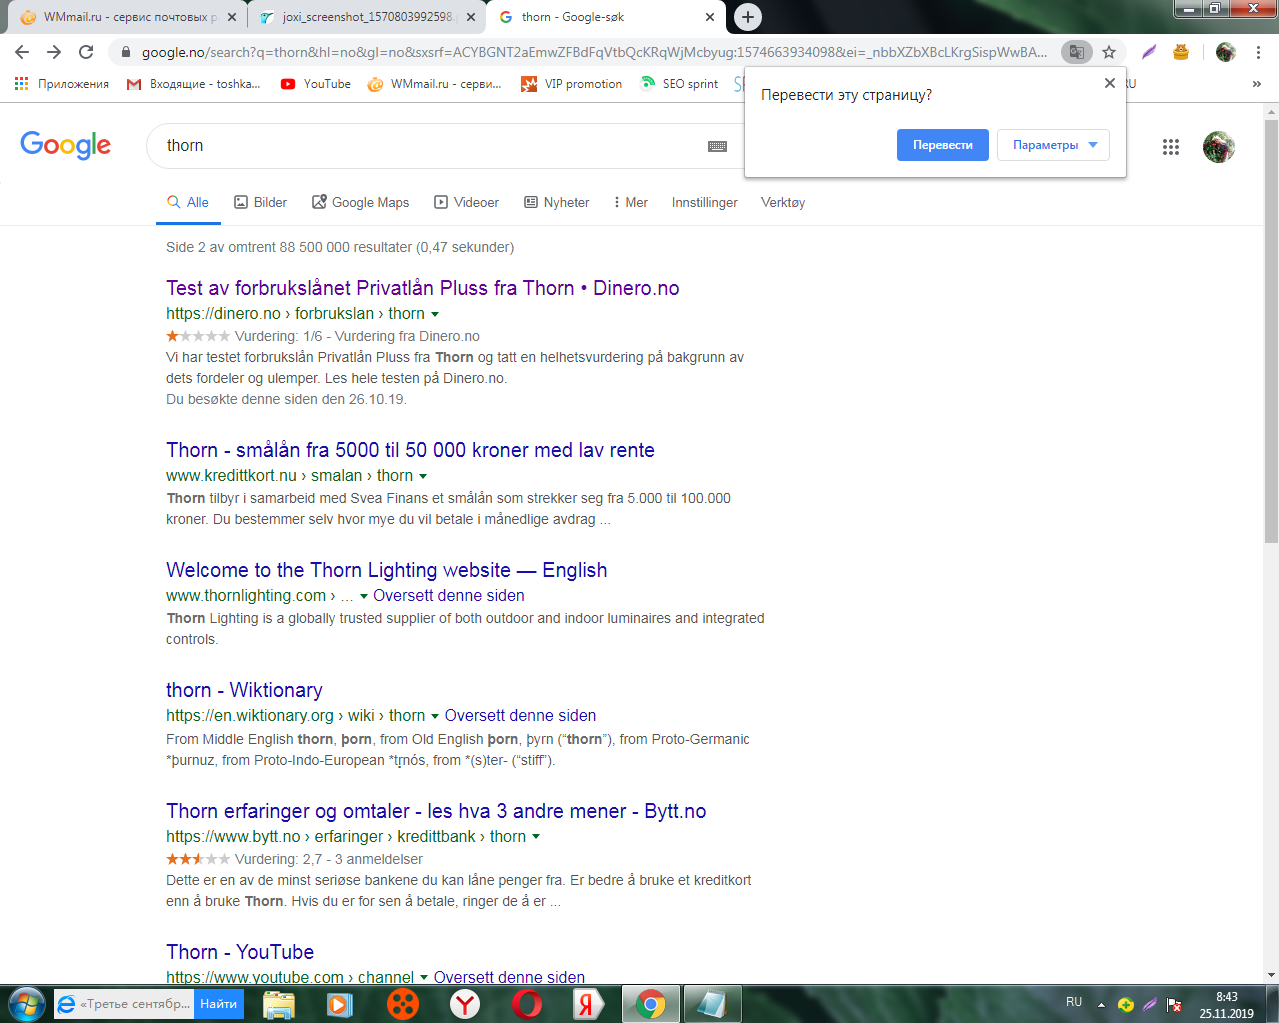 WMmail.ru - сервис почтовых р
joxi_screenshot_1570803992598.
thorn - Google-søk
google.no/search?q=thorn&hl=no&gl=no&sxsrf=ACYBGNT2aEmwZFBdFqVtbQcKRqWjMcbyug:1574663934098&ei=_nbbXZbXBcLKrgSispWwBA...
Приложения
Входящие - toshka...
YouTube
WMmail.ru - серви...
VIP promotion
SEO sprint
RU
»
Перевести эту страницу?
Перевести
Параметры
Google
thorn
Alle
Bilder
Google Maps
Videoer
Nyheter
Mer
Innstillinger
Verktøy
Side 2 av omtrent 88 500 000 resultater (0,47 sekunder)
Test av forbrukslånet Privatlån Pluss fra Thorn • Dinero.no
https://dinero.no › forbrukslan › thorn
Vurdering: 1/6 - Vurdering fra Dinero.no
Vi har testet forbrukslån Privatlån Pluss fra Thorn og tatt en helhetsvurdering på bakgrunn av
dets fordeler og ulemper. Les hele testen på Dinero.no.
Du besøkte denne siden den 26.10.19.
Thorn - smålån fra 5000 til 50 000 kroner med lav rente
www.kredittkort.nu › smalan › thorn
Thorn tilbyr i samarbeid med Svea Finans et smålån som strekker seg fra 5.000 til 100.000
kroner. Du bestemmer selv hvor mye du vil betale i månedlige avdrag ...
Welcome to the Thorn Lighting website — English
www.thornlighting.com › ... Oversett denne siden
Thorn Lighting is a globally trusted supplier of both outdoor and indoor luminaires and integrated
controls.
thorn - Wiktionary
https://en.wiktionary.org › wiki › thorn Oversett denne siden
From Middle English thorn, þorn, from Old English þorn, þyrn (“thorn”), from Proto-Germanic
*þurnuz, from Proto-Indo-European *tr̥nós, from *(s)ter- (“stiff”).
Thorn erfaringer og omtaler - les hva 3 andre mener - Bytt.no
https://www.bytt.no › erfaringer › kredittbank › thorn
Vurdering: 2,7 - 3 anmeldelser
Dette er en av de minst seriøse bankene du kan låne penger fra. Er bedre å bruke et kreditkort
enn å bruke Thorn. Hvis du er for sen å betale, ringer de å er ...
Thorn - YouTube
https://www.youtube.com › channel Oversett denne siden
«Третье сентябр...
Найти
RU
8:43
25.11.2019